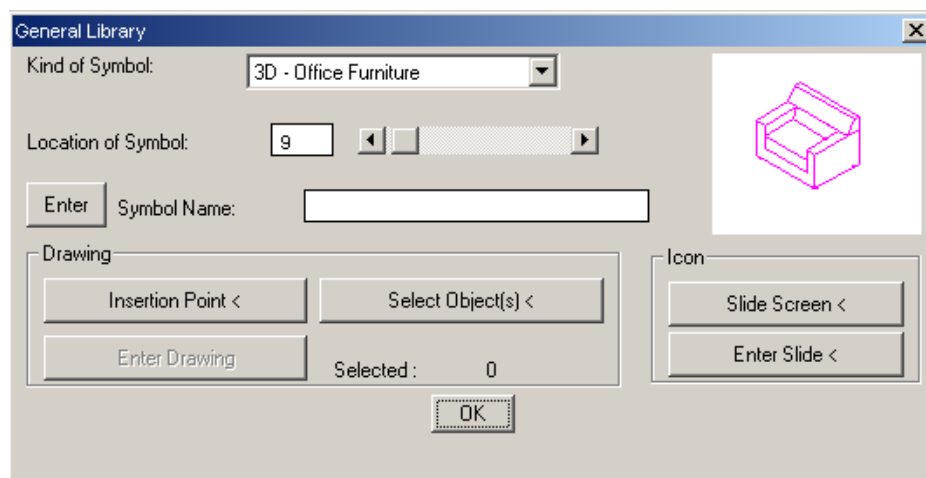 General Library
Kind of Symbol: 3D - Office Furniture
Location of Symbol: 9
Enter Symbol Name:
Drawing Icon
Insertion Point < Select Object(s) < Slide Screen <
Enter Drawing Selected : 0 Enter Slide <
OK